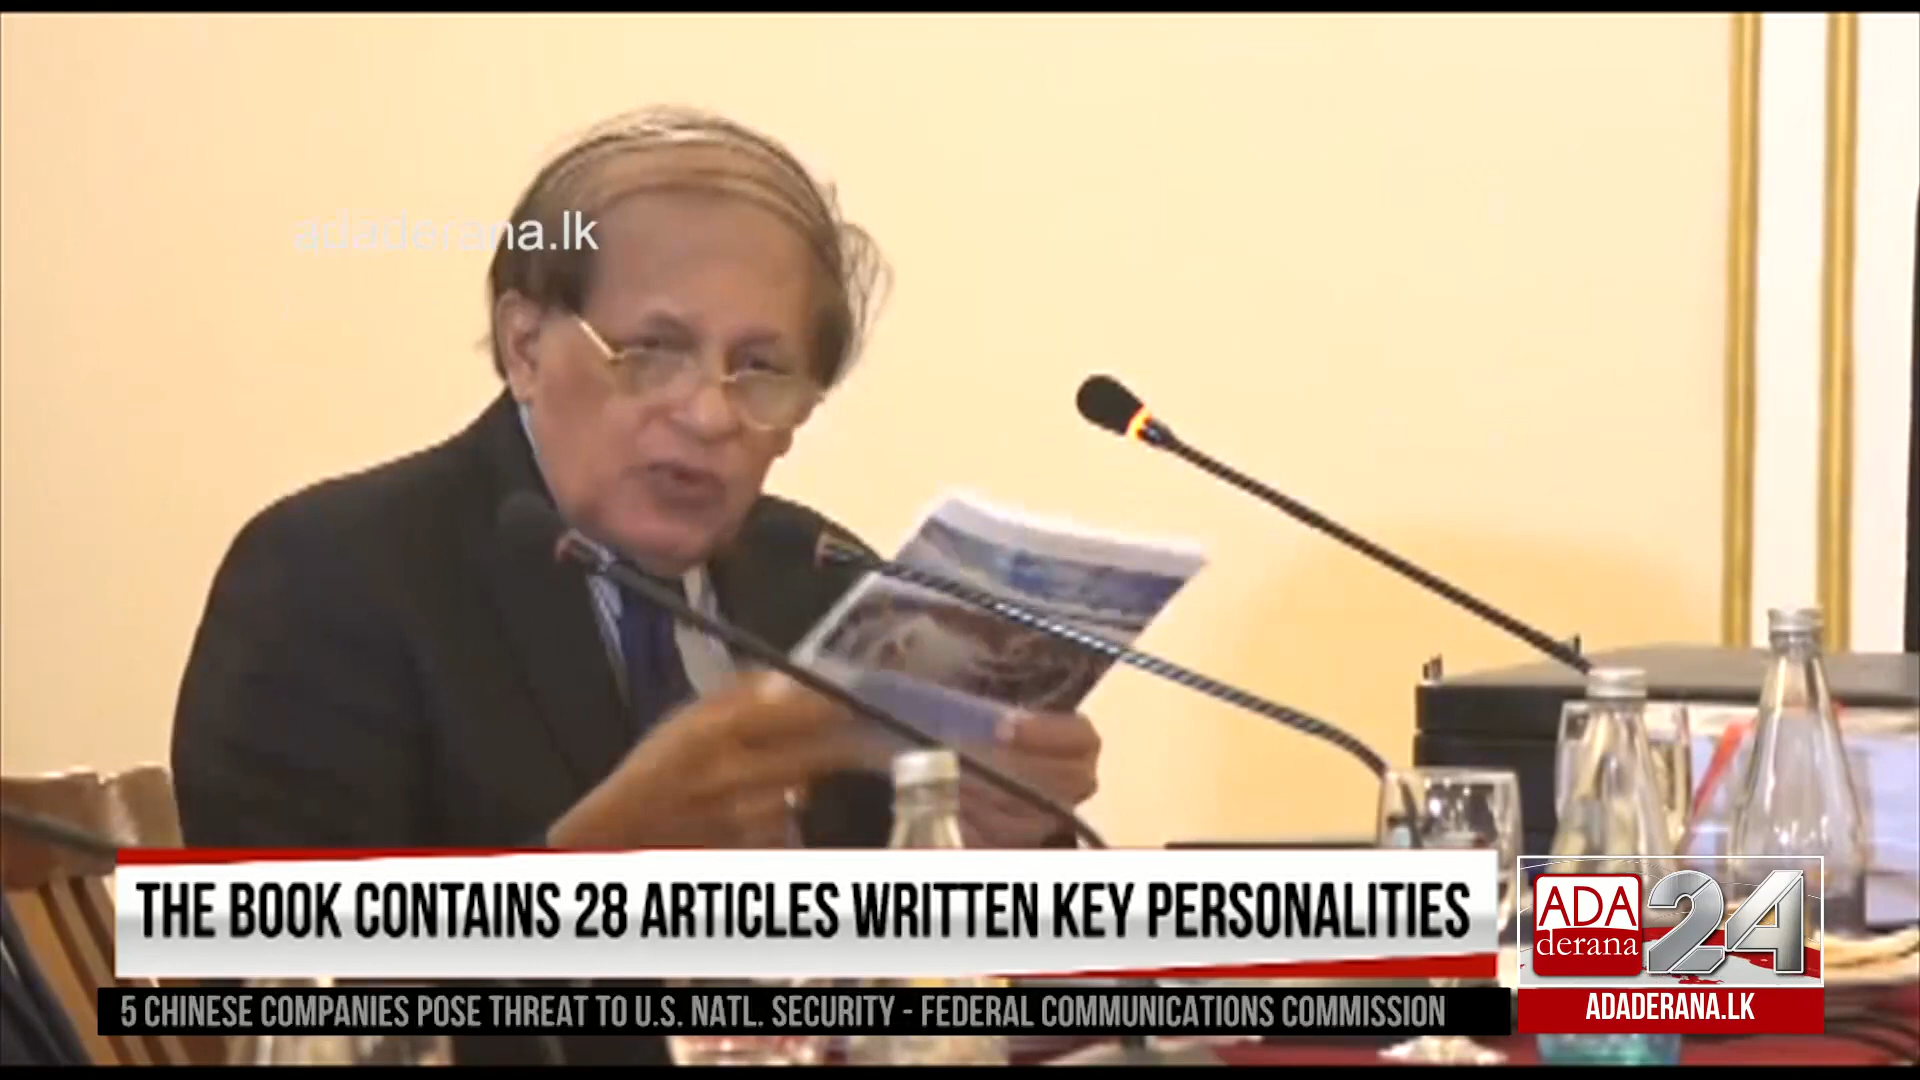 adaderana.lk
THE BOOK CONTAINS 28 ARTICLES WRITTEN KEY PERSONALITIES
5 CHINESE COMPANIES POSE THREAT TO U.S. NATL. SECURITY - FEDERAL COMMUNICATIONS COMMISSION
ADA
derana
24
ADADERANA.LK